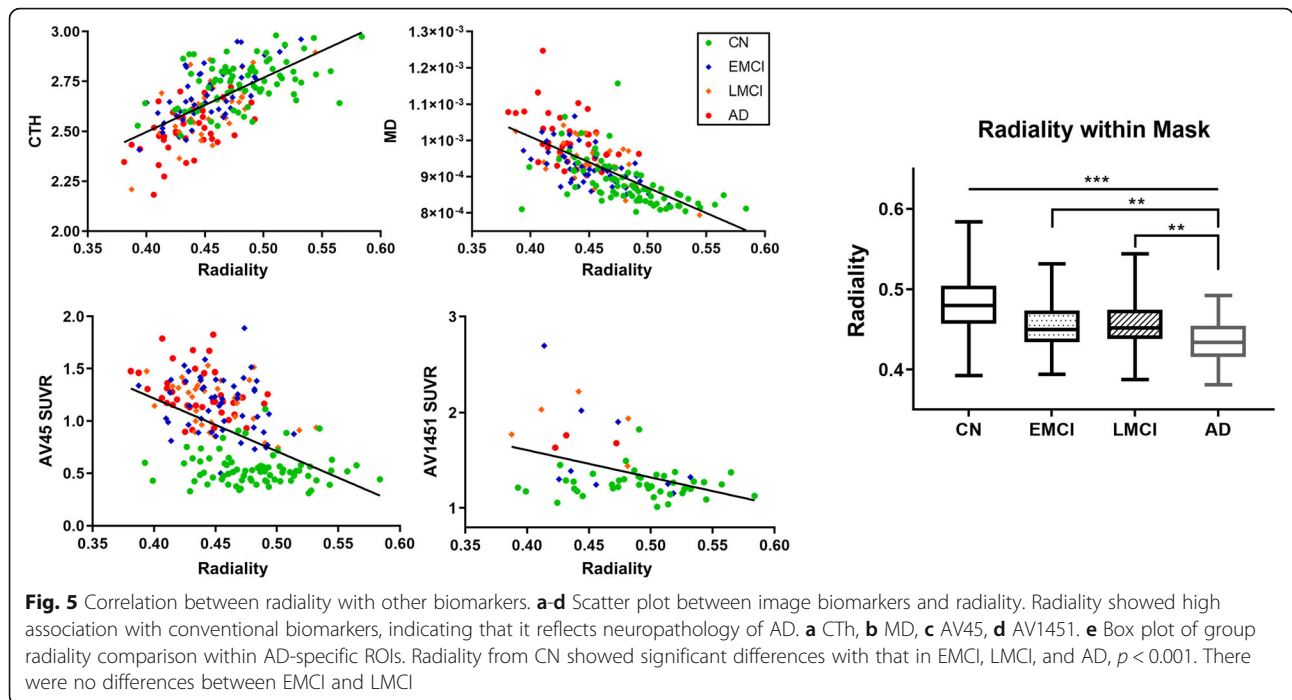 3.00
2.75
2.50
2.25
2.00
CTH
0.35 0.40 0.45 0.50 0.55 0.60
Radiality
1.3×10⁻³
1.2×10⁻³
1.1×10⁻³
1×10⁻³
9×10⁻⁴
8×10⁻⁴
MD
0.35 0.40 0.45 0.50 0.55 0.60
Radiality
CN
EMCI
LMCI
AD
2.0
1.5
1.0
0.5
0.0
AV45 SUVR
0.35 0.40 0.45 0.50 0.55 0.60
Radiality
3
2
1
AV1451 SUVR
0.35 0.40 0.45 0.50 0.55 0.60
Radiality
Radiality within Mask
***
**
**
0.6
0.5
0.4
Radiality
CN EMCI LMCI AD
Fig. 5 Correlation between radiality with other biomarkers. a-d Scatter plot between image biomarkers and radiality. Radiality showed high
association with conventional biomarkers, indicating that it reflects neuropathology of AD. a CTh, b MD, c AV45, d AV1451. e Box plot of group
radiality comparison within AD-specific ROIs. Radiality from CN showed significant differences with that in EMCI, LMCI, and AD, p < 0.001. There
were no differences between EMCI and LMCI